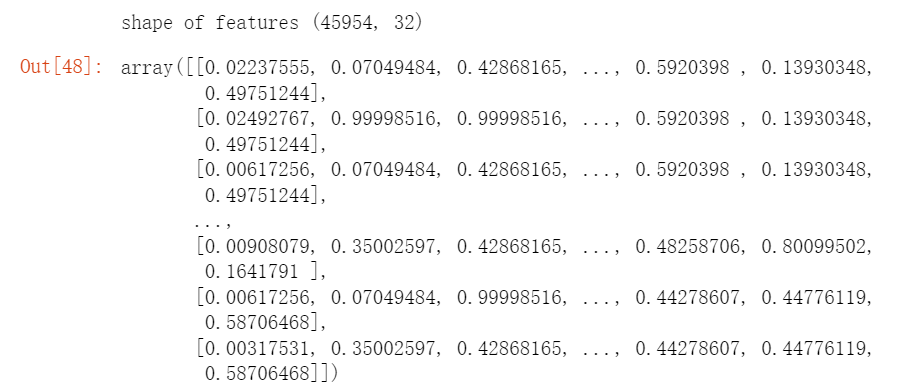 shape of features (45954, 32)
Out[48]: array([[0.02237555, 0.07049484, 0.42868165, ..., 0.5920398 , 0.13930348,
0.49751244],
[0.02492767, 0.99998516, 0.99998516, ..., 0.5920398 , 0.13930348,
0.49751244],
[0.00617256, 0.07049484, 0.42868165, ..., 0.5920398 , 0.13930348,
0.49751244],
...,
[0.00908079, 0.35002597, 0.42868165, ..., 0.48258706, 0.80099502,
0.1641791 ],
[0.00617256, 0.07049484, 0.99998516, ..., 0.44278607, 0.44776119,
0.58706468],
[0.00317531, 0.35002597, 0.42868165, ..., 0.44278607, 0.44776119,
0.58706468]])